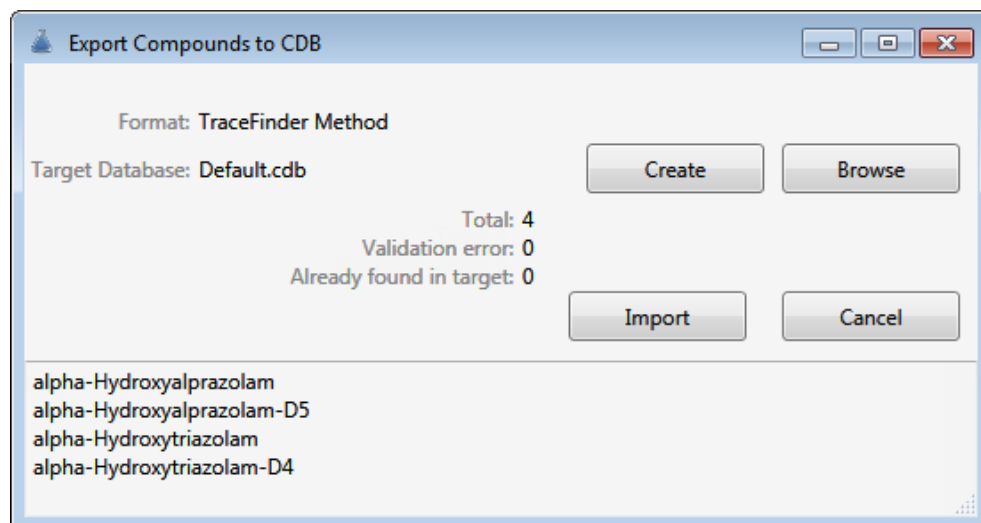 Export Compounds to CDB
Format: TraceFinder Method
Target Database: Default.cdb
Create
Browse
Total: 4
Validation error: 0
Already found in target: 0
Import
Cancel
alpha-Hydroxyalprazolam
alpha-Hydroxyalprazolam-D5
alpha-Hydroxytriazolam
alpha-Hydroxytriazolam-D4